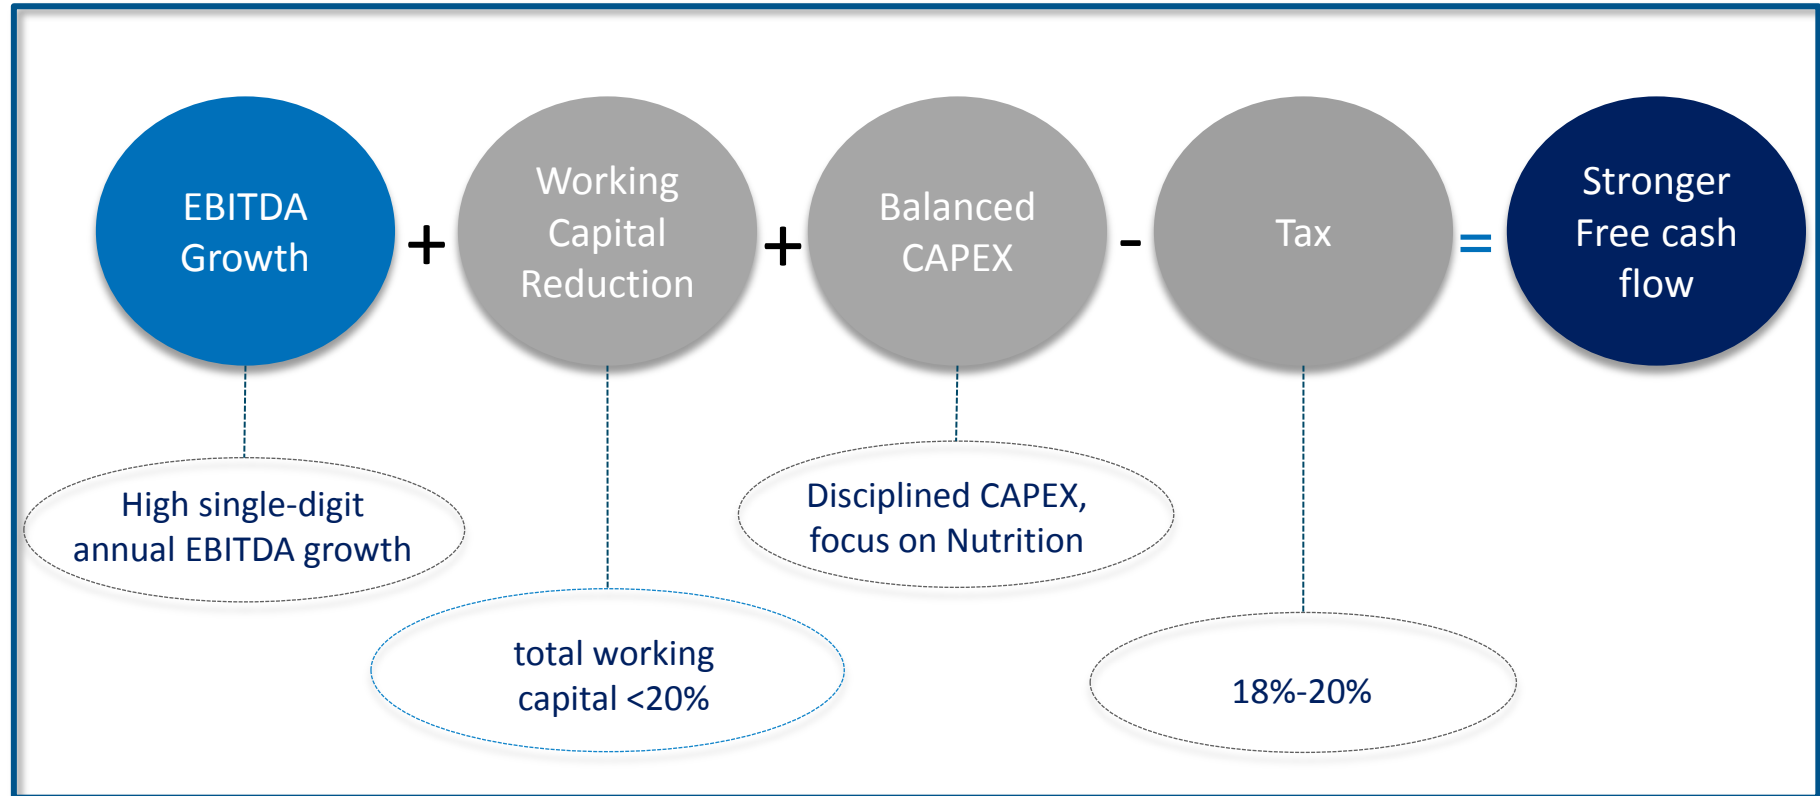 EBITDA
Growth
+
Working
Capital
Reduction
+
Balanced
CAPEX
-
Tax
=
Stronger
Free cash
flow
High single-digit
annual EBITDA growth
total working
capital <20%
Disciplined CAPEX,
focus on Nutrition
18%-20%